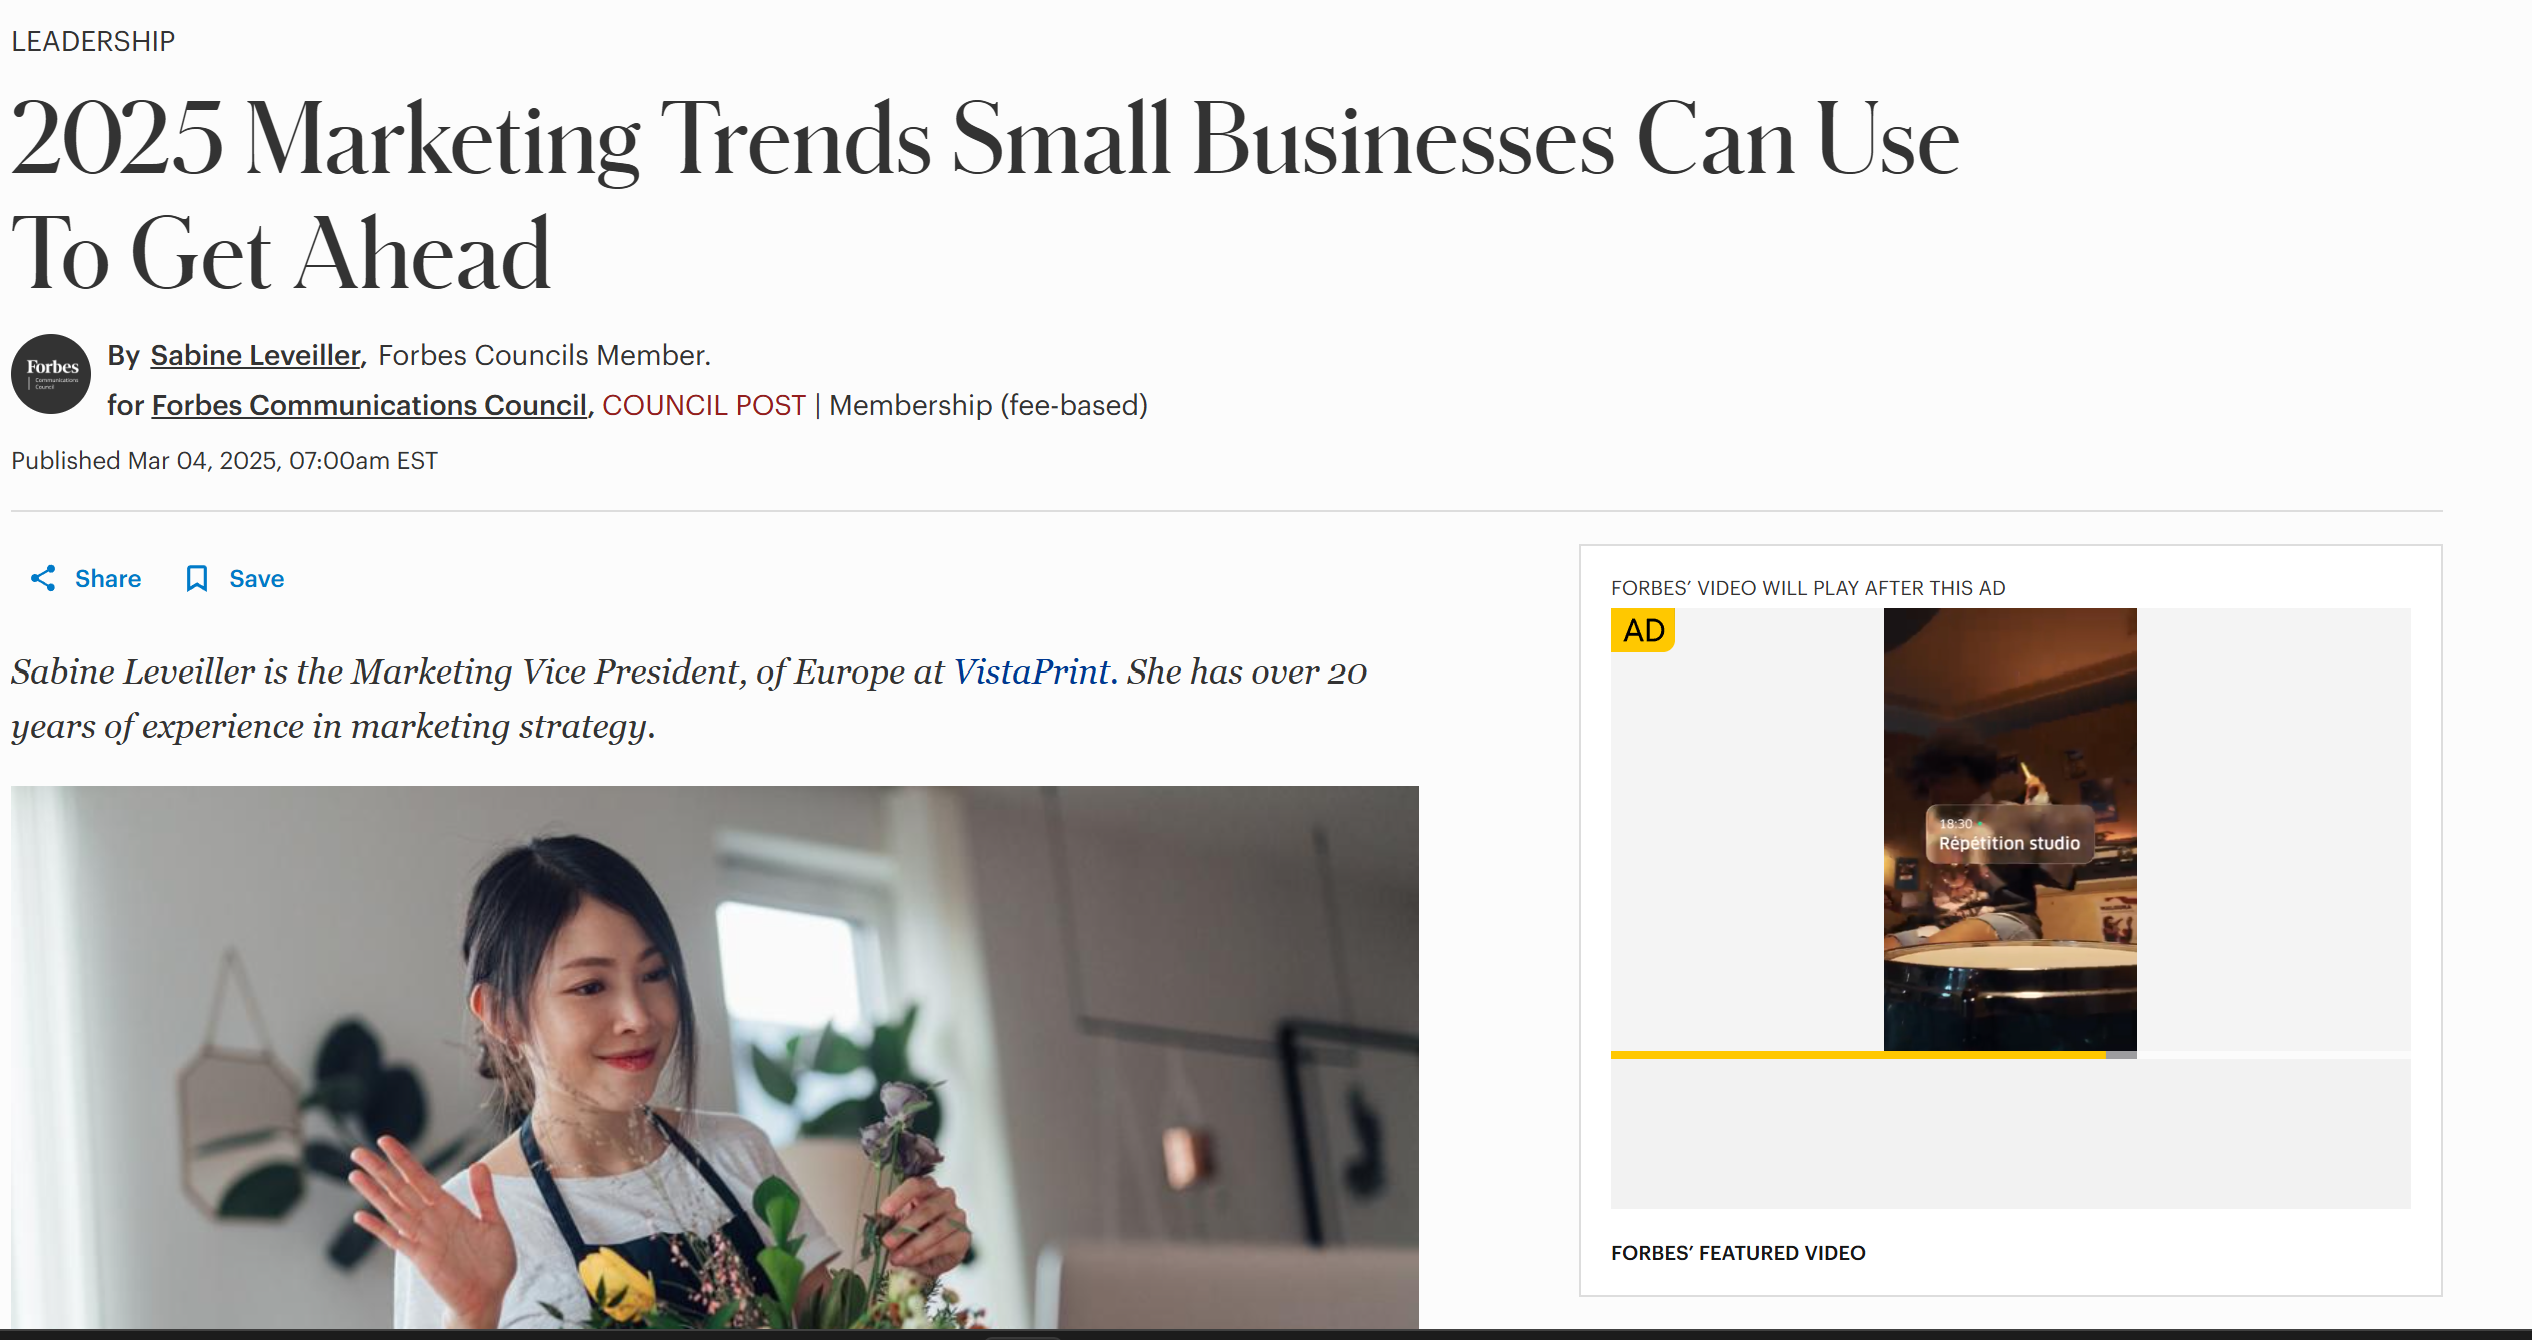 LEADERSHIP
2025 Marketing Trends Small Businesses Can Use
To Get Ahead
Forbes
Communications
Council
By Sabine Leveiller, Forbes Councils Member.
for Forbes Communications Council, COUNCIL POST | Membership (fee-based)
Published Mar 04, 2025, 07:00am EST
Share Save
Sabine Leveiller is the Marketing Vice President, of Europe at VistaPrint. She has over 20
years of experience in marketing strategy.
FORBES’ VIDEO WILL PLAY AFTER THIS AD
AD
18:30
Répétition studio
FORBES’ FEATURED VIDEO